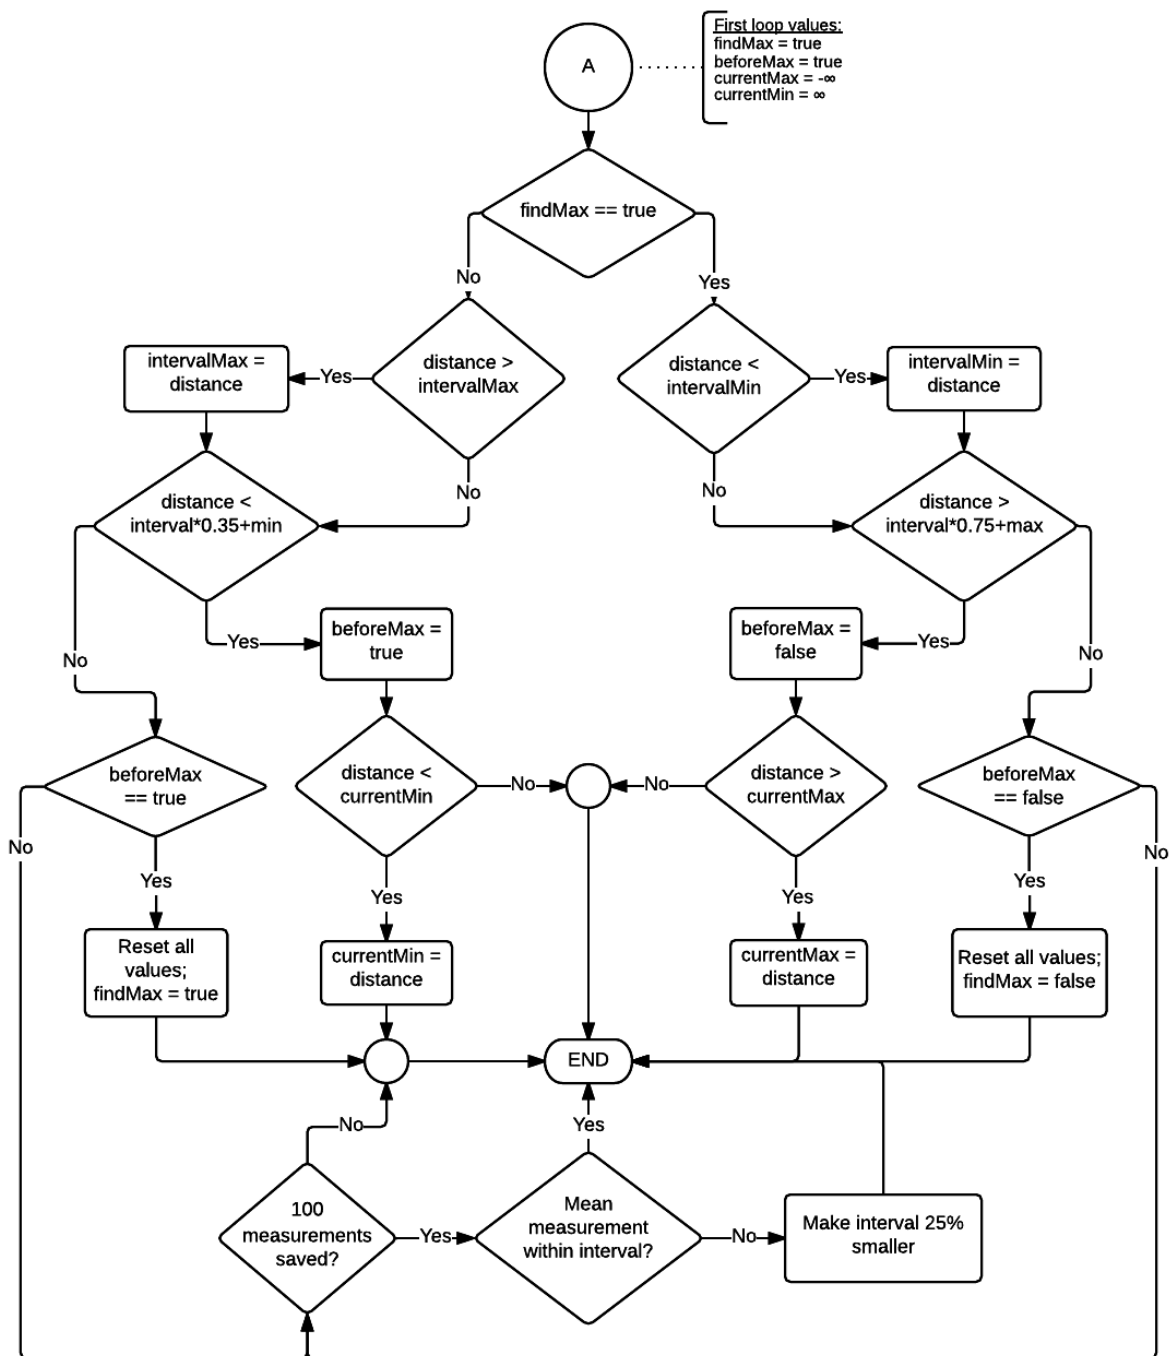 A
First loop values:
findMax = true
beforeMax = true
currentMax = -∞
currentMin = ∞
findMax == true
No
Yes
distance >
intervalMax
Yes
intervalMax =
distance
No
distance <
intervalMin
Yes
intervalMin =
distance
No
distance <
interval*0.35+min
distance >
interval*0.75+max
Yes
beforeMax =
true
beforeMax =
false
Yes
No
No
beforeMax
== true
distance <
currentMin
No
No
distance >
currentMax
beforeMax
== false
No
No
Yes
Yes
Yes
Yes
Reset all
values;
findMax = true
currentMin =
distance
currentMax =
distance
Reset all values;
findMax = false
END
No
Yes
100
measurements
saved?
Yes
Mean
measurement
within interval?
No
Make interval 25%
smaller